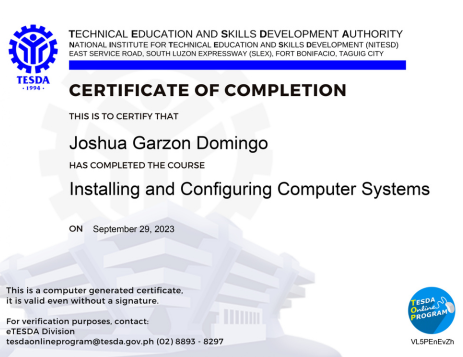 TECHNICAL EDUCATION AND SKILLS DEVELOPMENT AUTHORITY
NATIONAL INSTITUTE FOR TECHNICAL EDUCATION AND SKILLS DEVELOPMENT (NITESD)
EAST SERVICE ROAD, SOUTH LUZON EXPRESSWAY (SLEX), FORT BONIFACIO, TAGUIG CITY
TESDA
• 1994 •
CERTIFICATE OF COMPLETION
THIS IS TO CERTIFY THAT
Joshua Garzon Domingo
HAS COMPLETED THE COURSE
Installing and Configuring Computer Systems
ON September 29, 2023
This is a computer generated certificate,
it is valid even without a signature.
For verification purposes, contact:
eTESDA Division
tesdaonlineprogram@tesda.gov.ph (02) 8893 - 8297
TESDA
Online
PROGRAM
VL5PEnEvZh